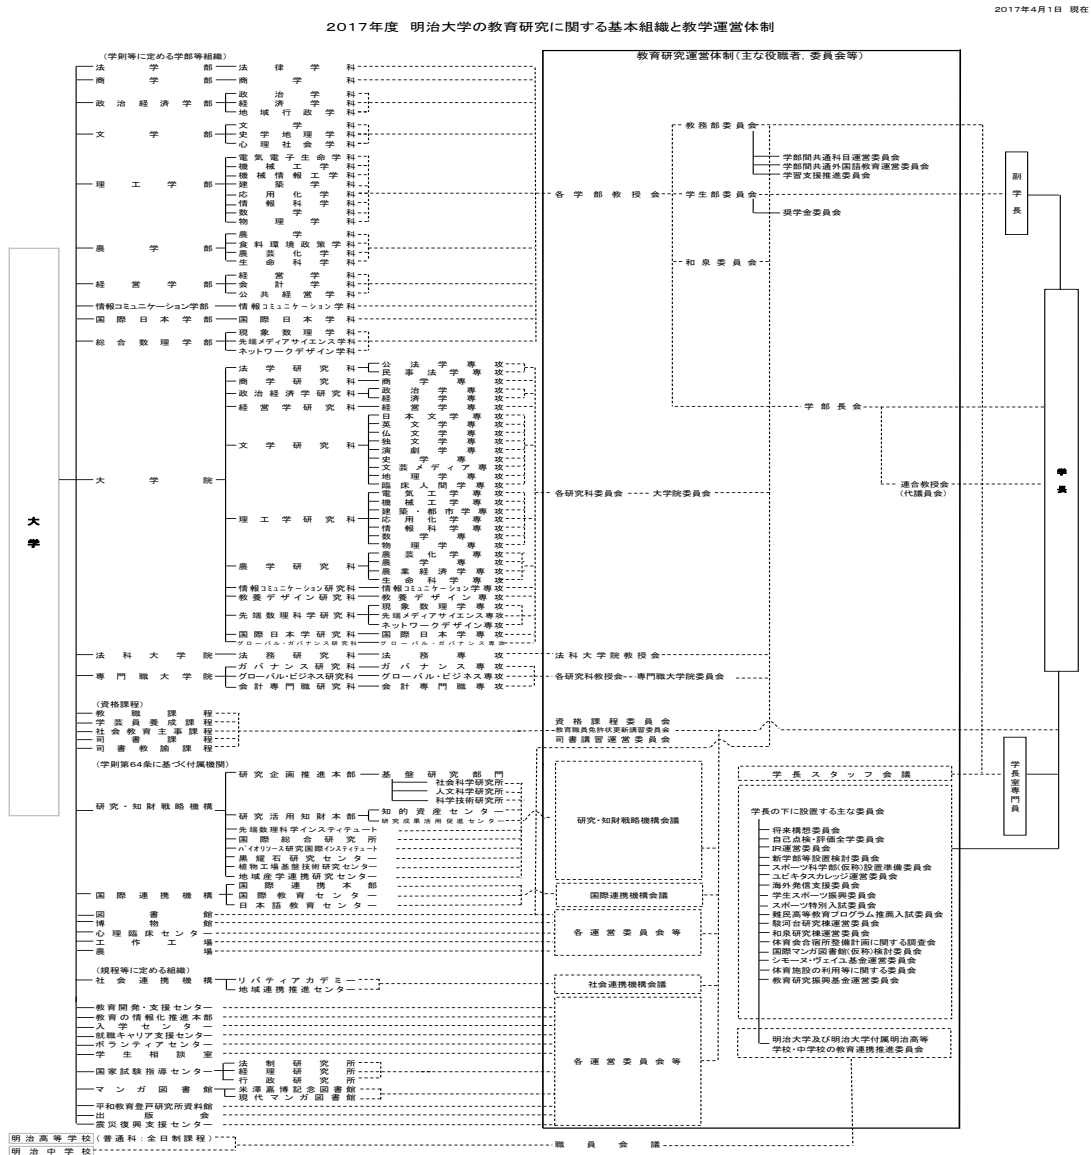 2017年4月1日 現在
2017年度 明治大学の教育研究に関する基本組織と教学運営体制
(学則等に定める学部等組織)
教育研究運営体制(主な役職者、委員会等)
大学
法学部 法律学科
商学部 商学科
政治経済学部
政治学科
経済学科
地域行政学科
文学部
文学科
史学地理学科
心理社会学科
理工学部
電気電子生命学科
機械工学科
機械情報工学科
建築学科
応用化学科
情報科学科
数学科
物理学科
農学部
農学科
食料環境政策学科
農芸化学科
生命科学科
経営学部
経営学科
会計学科
公共経営学科
情報コミュニケーション学部 情報コミュニケーション学科
国際日本学部 国際日本学科
総合数理学部
現象数理学科
先端メディアサイエンス学科
ネットワークデザイン学科
大学院
法学研究科
公法学専攻
民事法学専攻
商学研究科 商学専攻
政治経済学研究科
政治学専攻
経済学専攻
経営学研究科 経営学専攻
文学研究科
日本文学専攻
英文学専攻
仏文学専攻
独文学専攻
演劇学専攻
史学専攻
文芸メディア専攻
地理学専攻
臨床人間学専攻
理工学研究科
電気工学専攻
機械工学専攻
建築・都市学専攻
応用化学専攻
情報科学専攻
数学専攻
物理学専攻
農学研究科
農芸化学専攻
農学専攻
農業経済学専攻
生命科学専攻
情報コミュニケーション研究科 情報コミュニケーション学専攻
教養デザイン研究科 教養デザイン専攻
先端数理科学研究科
現象数理学専攻
先端メディアサイエンス専攻
ネットワークデザイン専攻
国際日本学研究科 国際日本学専攻
グローバル・ガバナンス研究科 グローバル・ガバナンス専攻
法科大学院 法務研究科 法務専攻
専門職大学院
ガバナンス研究科 ガバナンス専攻
グローバル・ビジネス研究科 グローバル・ビジネス専攻
会計専門職研究科 会計専門職専攻
(資格課程)
教職課程
学芸員養成課程
社会教育主事課程
司書課程
司書教諭課程
(学則第64条に基づく付属機関)
研究・知財戦略機構
研究企画推進本部 基盤研究部門
社会科学研究所
人文科学研究所
科学技術研究所
研究活用知財本部
知的資産センター
研究成果活用促進センター
先端数理科学インスティテュート
国際総合研究所
バイオリソース研究国際インスティテュート
黒耀石研究センター
植物工場基盤技術研究センター
地域産学連携研究センター
国際連携機構
国際連携本部
国際教育センター
日本語教育センター
図書館
博物館
心理臨床センター
工作工場
農場
(規程等に定める組織)
社会連携機構
リバティアカデミー
地域連携推進センター
教育開発・支援センター
教育の情報化推進本部
入学センター
就職キャリア支援センター
ボランティアセンター
学生相談室
国家試験指導センター
法制研究所
経理研究所
行政研究所
マンガ図書館
米澤嘉博記念図書館
現代マンガ図書館
平和教育登戸研究所資料館
出版会
震災復興支援センター
明治高等学校 (普通科:全日制課程)
明治中学校
各学部教授会
教務部委員会
学部間共通科目運営委員会
学部間共通外国語教育運営委員会
学習支援推進委員会
学生部委員会
奨学金委員会
和泉委員会
学部長会
連合教授会
(代議員会)
各研究科委員会 大学院委員会
法科大学院教授会
各研究科教授会 専門職大学院委員会
資格課程委員会
教育職員免許状更新講習委員会
司書講習運営委員会
研究・知財戦略機構会議
国際連携機構会議
各運営委員会等
社会連携機構会議
各運営委員会等
職員会議
副学長
学長
学長室専門員
学長スタッフ会議
学長の下に設置する主な委員会
将来構想委員会
自己点検・評価全学委員会
IR運営委員会
新学部等設置検討委員会
スポーツ科学部(仮称)設置準備委員会
ユビキタスカレッジ運営委員会
海外発信支援委員会
学生スポーツ振興委員会
スポーツ特別入試委員会
難民高等教育プログラム推薦入試委員会
駿河台研究棟運営委員会
和泉研究棟運営委員会
体育会合宿所整備計画に関する調査会
国際マンガ図書館(仮称)検討委員会
シモーヌ・ヴェイユ基金運営委員会
体育施設の利用等に関する委員会
教育研究振興基金運営委員会
明治大学及び明治大学付属明治高等
学校・中学校の教育連携推進委員会